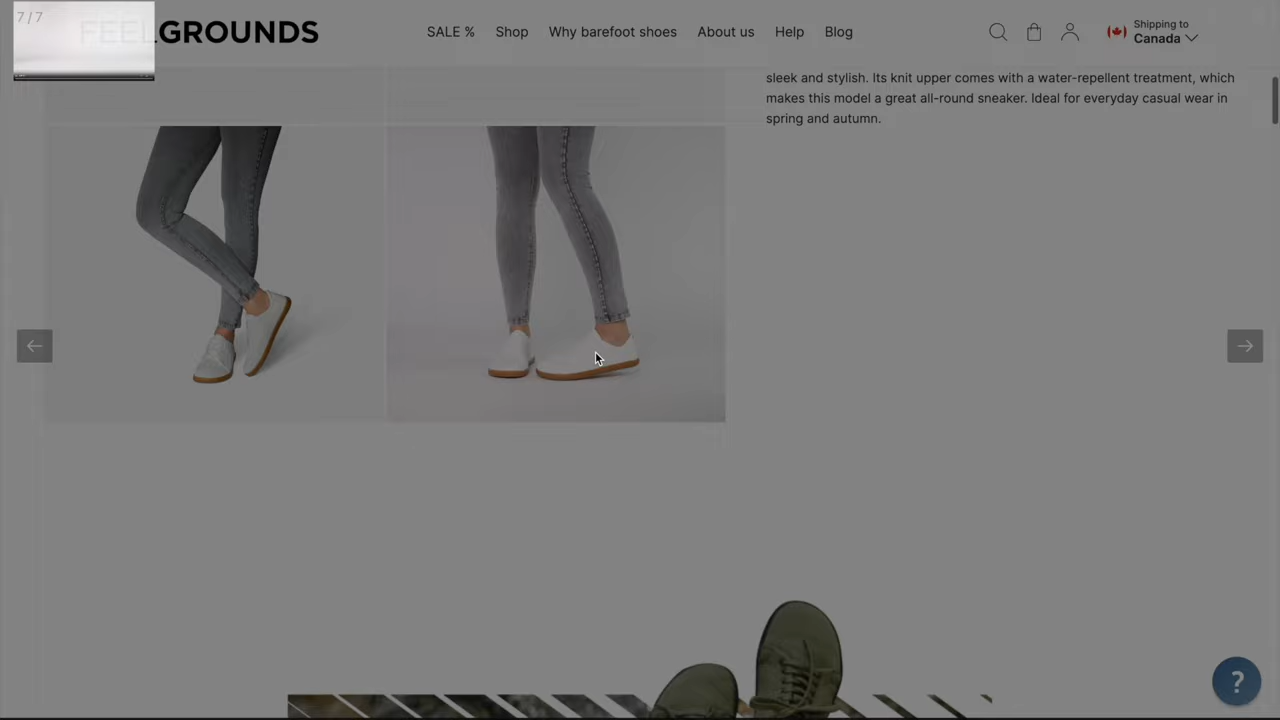 7 / 7
FEELGROUNDS
SALE %
Shop
Why barefoot shoes
About us
Help
Blog
Shipping to
Canada
sleek and stylish. Its knit upper comes with a water-repellent treatment, which
makes this model a great all-round sneaker. Ideal for everyday casual wear in
spring and autumn.
?